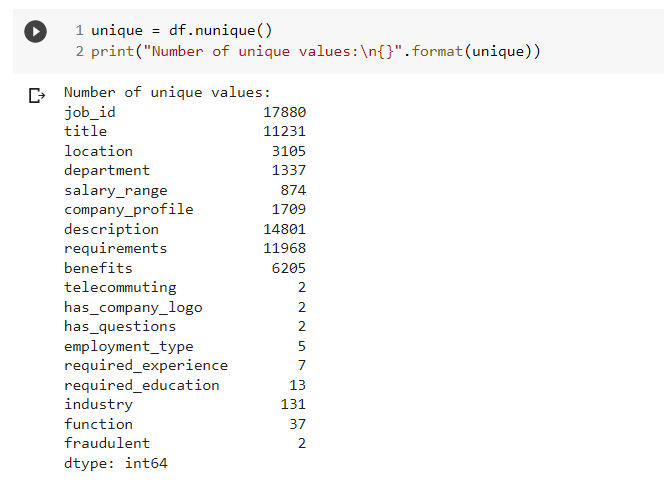 1 unique = df.nunique()
2 print("Number of unique values:\n{}".format(unique))
Number of unique values:
job_id                 17880
title                  11231
location                3105
department              1337
salary_range             874
company_profile         1709
description            14801
requirements           11968
benefits                6205
telecommuting              2
has_company_logo           2
has_questions              2
employment_type            5
required_experience        7
required_education        13
industry                 131
function                  37
fraudulent                 2
dtype: int64